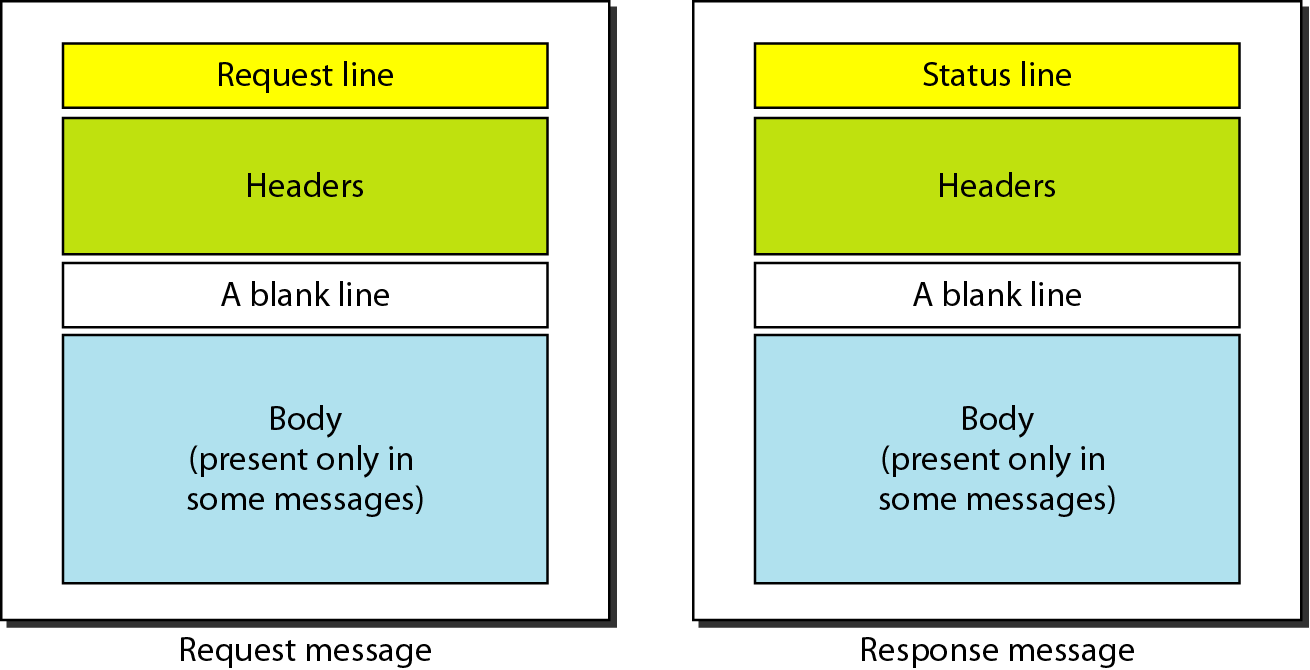 Request line
Headers
A blank line
Body
(present only in
some messages)
Request message
Status line
Headers
A blank line
Body
(present only in
some messages)
Response message